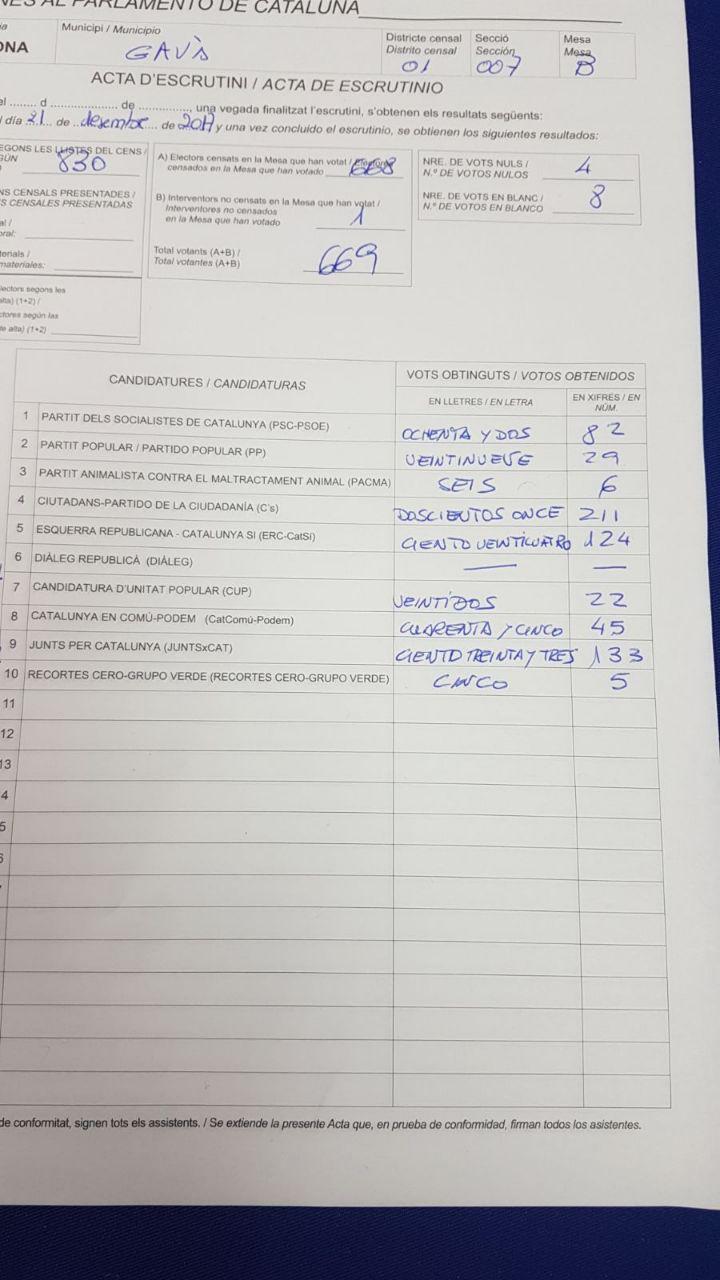 NES AL PARLAMENTO DE CATALUÑA
Municipi / Municipio
GAVÀ
ONA
Districte censal
Distrito censal
01
Secció
Sección
007
Mesa
Mesa
B
ACTA D'ESCRUTINI / ACTA DE ESCRUTINIO
el ........ d ..................... de ................, una vegada finalitzat l'escrutini, s'obtenen els resultats següents:
día 21 de desembre de 2017 y una vez concluido el escrutinio, se obtienen los siguientes resultados:
EGONS LES LLISTES DEL CENS /
GÚN
830
NS CENSALS PRESENTADES /
S CENSALES PRESENTADAS
al /
oral:
terials /
materiales:
lectors segons les
alta) (1+2) /
ctores según las
de alta) (1+2)
A) Electors censats en la Mesa que han votat / Electores
censados en la Mesa que han votado
668
B) Interventors no censats en la Mesa que han votat /
Interventores no censados
en la Mesa que han votado
1
Total votants (A+B) /
Total votantes (A+B)
669
NRE. DE VOTS NULS /
N.º DE VOTOS NULOS
4
NRE. DE VOTS EN BLANC /
N.º DE VOTOS EN BLANCO
8
CANDIDATURES / CANDIDATURAS
VOTS OBTINGUTS / VOTOS OBTENIDOS
EN LLETRES / EN LETRA
EN XIFRES / EN
NÚM.
1 PARTIT DELS SOCIALISTES DE CATALUNYA (PSC-PSOE) OCHENTA Y DOS 82
2 PARTIT POPULAR / PARTIDO POPULAR (PP) VEINTINUEVE 29
3 PARTIT ANIMALISTA CONTRA EL MALTRACTAMENT ANIMAL (PACMA) SEIS 6
4 CIUTADANS-PARTIDO DE LA CIUDADANÍA (C's) DOSCIENTOS ONCE 211
5 ESQUERRA REPUBLICANA - CATALUNYA SI (ERC-CatSí) CIENTO VEINTICUATRO 124
6 DIÀLEG REPUBLICÀ (DIÀLEG) — —
7 CANDIDATURA D'UNITAT POPULAR (CUP) VEINTIDOS 22
8 CATALUNYA EN COMÚ-PODEM (CatComú-Podem) CUARENTA Y CINCO 45
9 JUNTS PER CATALUNYA (JUNTSxCAT) CIENTO TREINTA Y TRES 133
10 RECORTES CERO-GRUPO VERDE (RECORTES CERO-GRUPO VERDE) CINCO 5
11
12
13
4
5
6
de conformitat, signen tots els assistents. / Se extiende la presente Acta que, en prueba de conformidad, firman todos los asistentes.